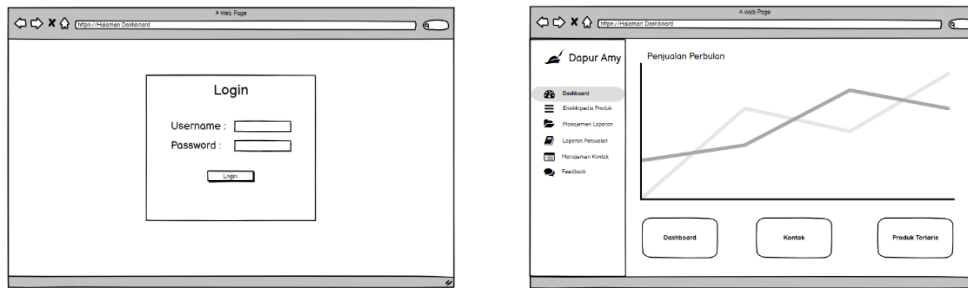 A Web Page
https://Halaman Dashboard
Login
Username :
Password :
Login
A Web Page
https://Halaman Dashboard
Dapur Amy
Dashboard
Ensiklopedia Produk
Manajemen Laporan
Laporan Penjualan
Manajemen Kontak
Feedback
Penjualan Perbulan
Dashboard
Kontak
Produk Terlaris